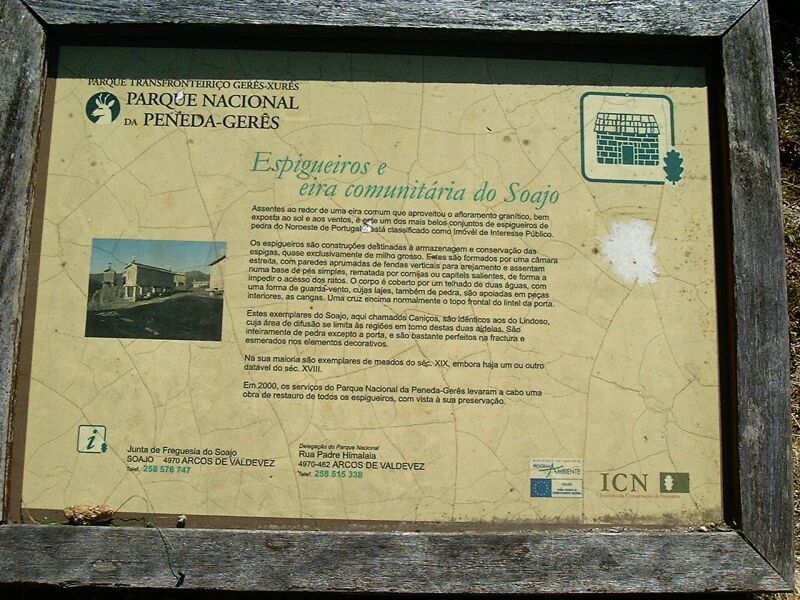 PARQUE TRANSFRONTEIRIÇO GERÊS-XURÉS
PARQUE NACIONAL
DA PENEDA-GERÊS
Espigueiros e
eira comunitária do Soajo
Assentes ao redor de uma eira comum que aproveitou o afloramento granítico, bem
exposta ao sol e aos ventos, é este um dos mais belos conjuntos de espigueiros de
pedra do Noroeste de Portugal, está classificado como Imóvel de Interesse Público.
Os espigueiros são construções destinadas à armazenagem e conservação das
espigas, quase exclusivamente de milho grosso. Estes são formados por uma câmara
estreita, com paredes aprumadas de fendas verticais para arejamento e assentam
numa base de pés simples, rematada por cornijas ou capitéis salientes, de forma a
impedir o acesso dos ratos. O corpo é coberto por um telhado de duas águas, com
uma forma de guarda-vento, cujas lajes, também de pedra, são apoiadas em peças
interiores, as cangas. Uma cruz encima normalmente o topo frontal do lintel da porta.
Estes exemplares do Soajo, aqui chamados Caniços, são idênticos aos do Lindoso,
cuja área de difusão se limita às regiões em torno destas duas aldeias. São
inteiramente de pedra excepto a porta, e são bastante perfeitos na fractura e
esmerados nos elementos decorativos.
Na sua maioria são exemplares de meados do séc. XIX, embora haja um ou outro
datável do séc. XVIII.
Em 2000, os serviços do Parque Nacional da Peneda-Gerês levaram a cabo uma
obra de restauro de todos os espigueiros, com vista à sua preservação.
i
Junta de Freguesia do Soajo
SOAJO 4970 ARCOS DE VALDEVEZ
Telef. 258 576 747
Delegação do Parque Nacional
Rua Padre Himalaia
4970-462 ARCOS DE VALDEVEZ
Telef. 258 515 338
PROGRAMA AMBIENTE
ICN
Instituto da Conservação da Natureza